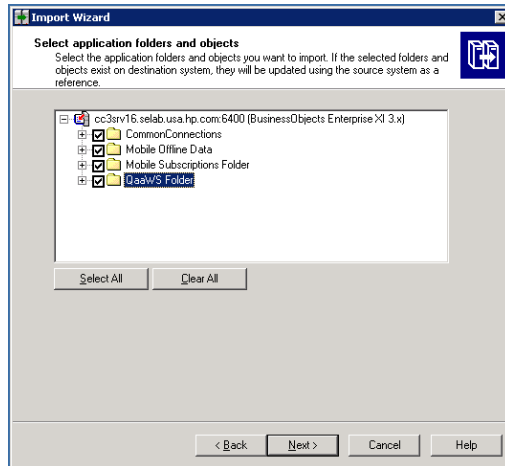 Import Wizard
Select application folders and objects
Select the application folders and objects you want to import. If the selected folders and
objects exist on destination system, they will be updated using the source system as a
reference.
cc3srv16.selab.usa.hp.com:6400 (BusinessObjects Enterprise XI 3.x)
CommonConnections
Mobile Offline Data
Mobile Subscriptions Folder
QaaWS Folder
Select All Clear All
< Back Next > Cancel Help